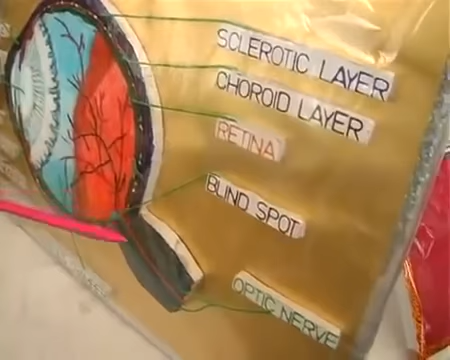 SCLEROTIC LAYER
CHOROID LAYER
RETINA
BLIND SPOT
OPTIC NERVE